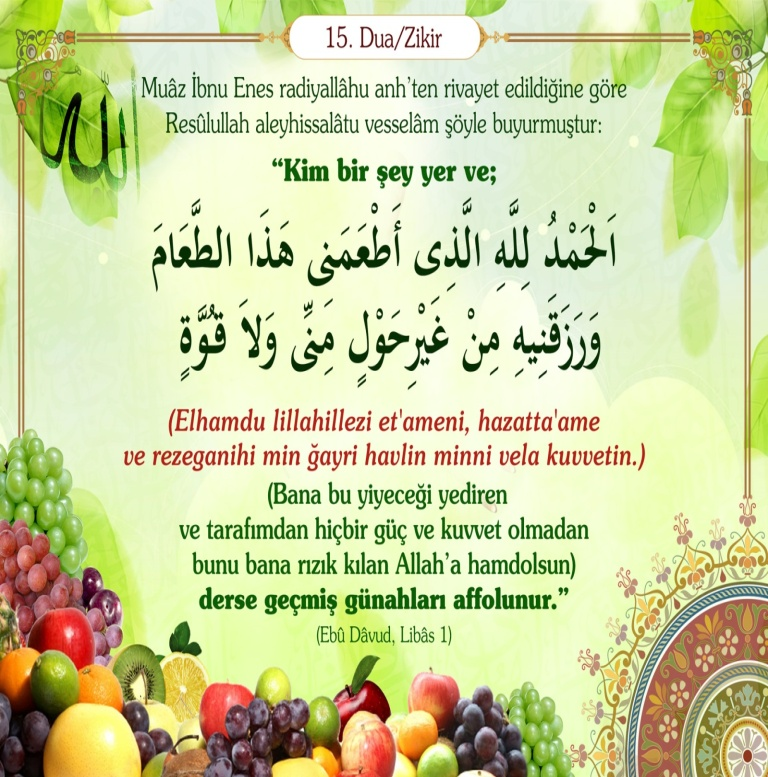 15. Dua/Zikir
الله
Muâz İbnu Enes radiyallâhu anh’ten rivayet edildiğine göre
Resûlullah aleyhissalâtu vesselâm şöyle buyurmuştur:
“Kim bir şey yer ve;
اَلْحَمْدُ لِلَّهِ الَّذِى أَطْعَمَنِى هَذَا الطَّعَامَ
وَرَزَقَنِيهِ مِنْ غَيْرِحَوْلٍ مِنِّى وَلاَ قُوَّةٍ
(Elhamdu lillahillezi et'ameni, hazatta'ame
ve rezeganihi min ğayri havlin minni vela kuvvetin.)
(Bana bu yiyeceği yediren
ve tarafımdan hiçbir güç ve kuvvet olmadan
bunu bana rızık kılan Allah’a hamdolsun)
derse geçmiş günahları affolunur.”
(Ebû Dâvud, Libâs 1)